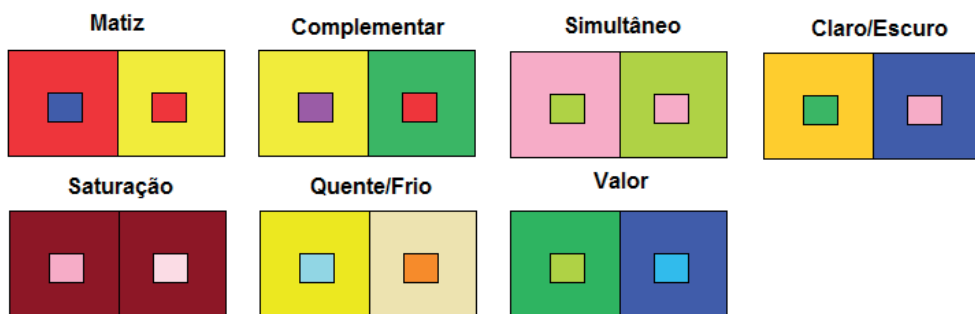 Matiz
Complementar
Simultâneo
Claro/Escuro
Saturação
Quente/Frio
Valor